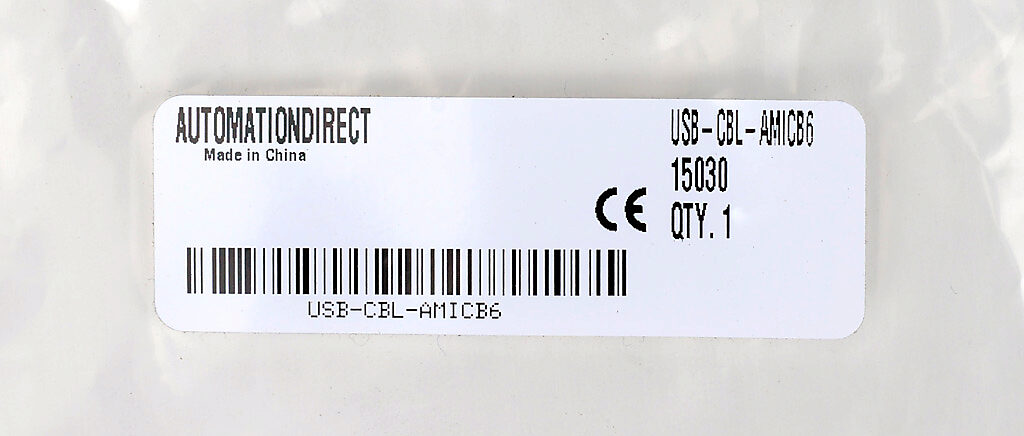 AUTOMATIONDIRECT
Made in China
USB-CBL-AMICB6
15030
CE
QTY. 1
USB-CBL-AMICB6